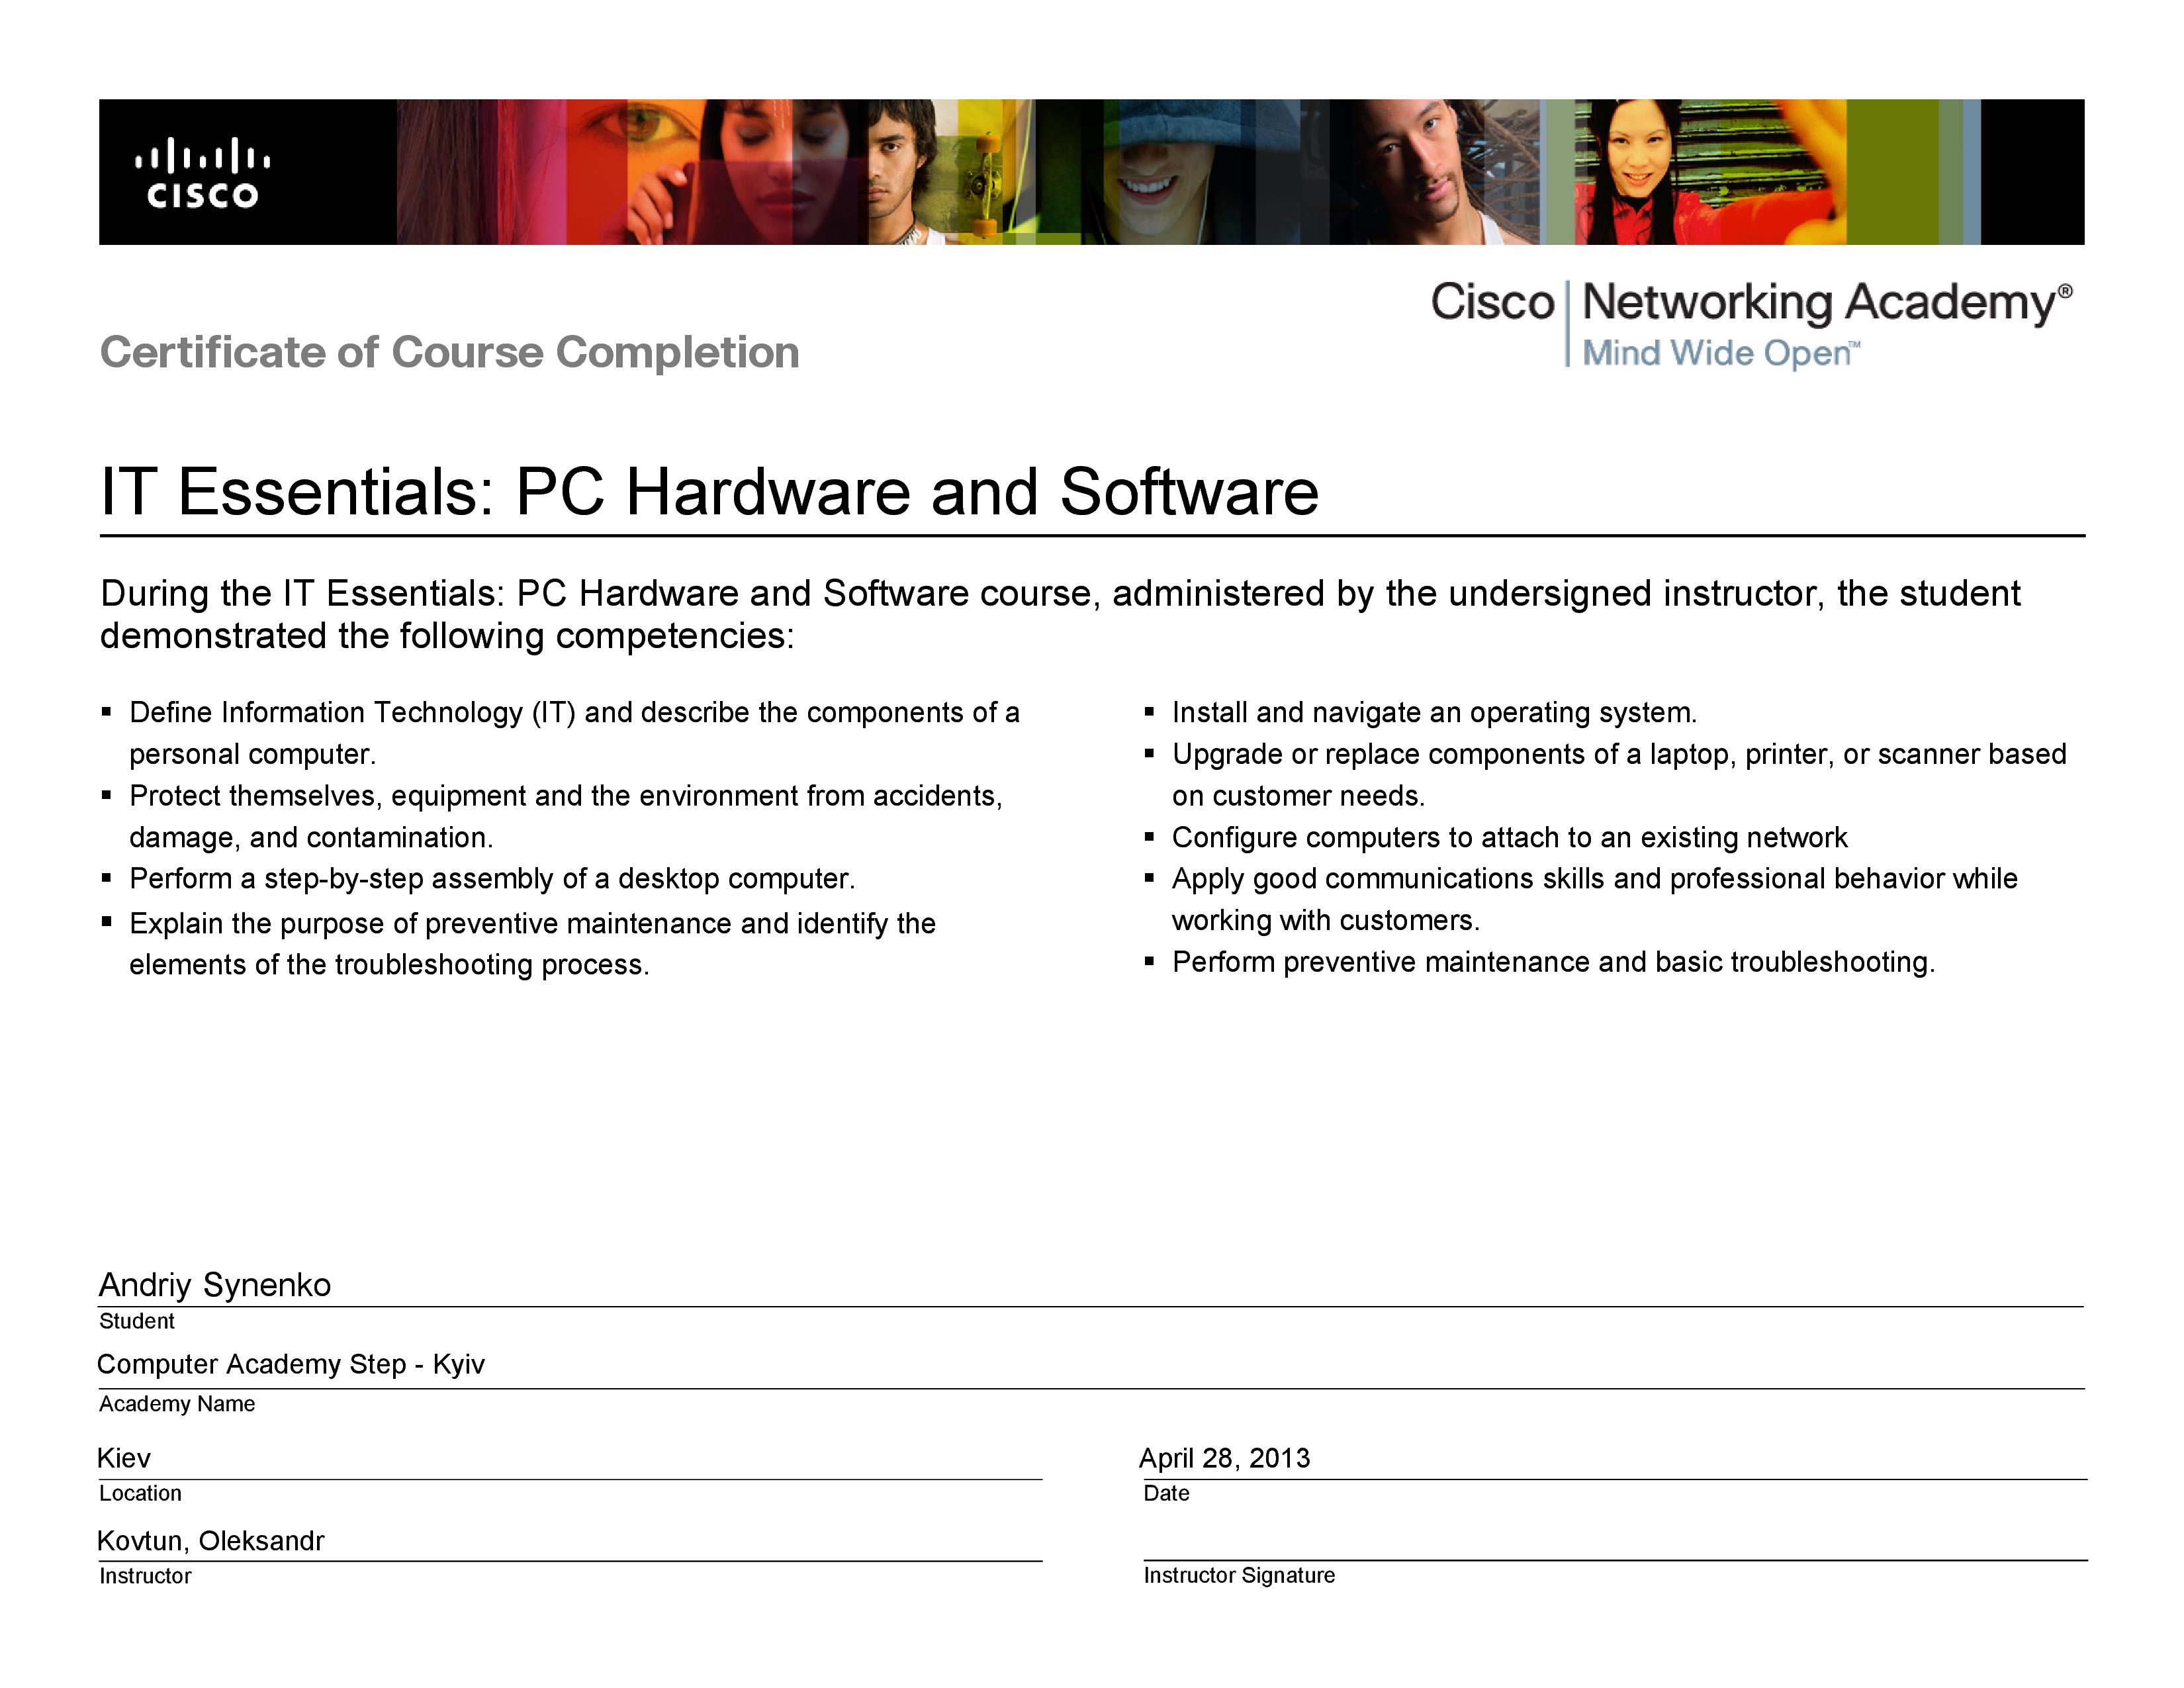 CISCO
Cisco Networking Academy®
Mind Wide Open™
Certificate of Course Completion
IT Essentials: PC Hardware and Software
During the IT Essentials: PC Hardware and Software course, administered by the undersigned instructor, the student
demonstrated the following competencies:
▪ Define Information Technology (IT) and describe the components of a
personal computer.
▪ Protect themselves, equipment and the environment from accidents,
damage, and contamination.
▪ Perform a step-by-step assembly of a desktop computer.
▪ Explain the purpose of preventive maintenance and identify the
elements of the troubleshooting process.
▪ Install and navigate an operating system.
▪ Upgrade or replace components of a laptop, printer, or scanner based
on customer needs.
▪ Configure computers to attach to an existing network
▪ Apply good communications skills and professional behavior while
working with customers.
▪ Perform preventive maintenance and basic troubleshooting.
Andriy Synenko
Student
Computer Academy Step - Kyiv
Academy Name
Kiev
Location
April 28, 2013
Date
Kovtun, Oleksandr
Instructor
Instructor Signature